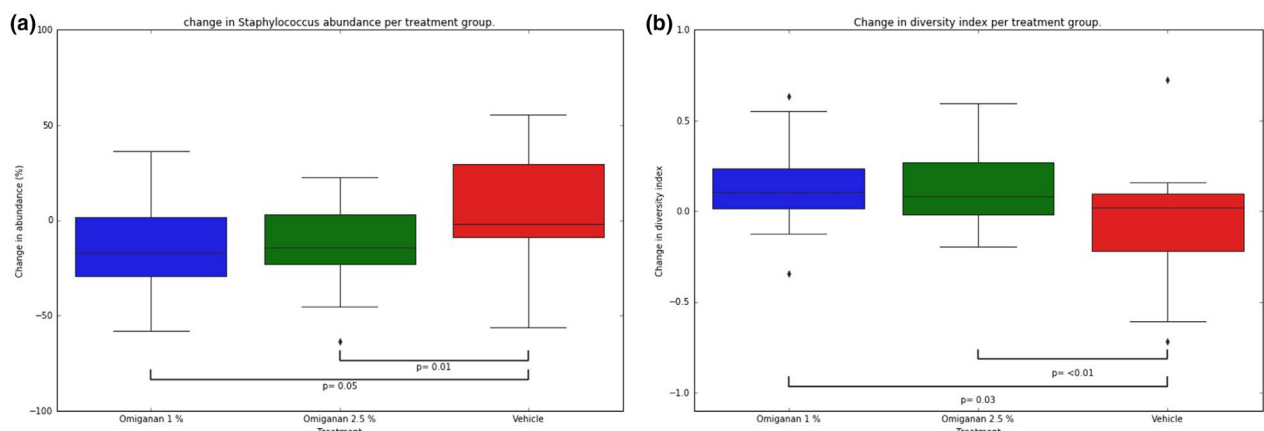 (a)
change in Staphylococcus abundance per treatment group.
100
50
0
−50
−100
Change in abundance (%)
p= 0.01
p= 0.05
Omiganan 1 %
Omiganan 2.5 %
Vehicle
(b)
Change in diversity index per treatment group.
1.0
0.5
0.0
−0.5
−1.0
Change in diversity index
p= <0.01
p= 0.03
Omiganan 1 %
Omiganan 2.5 %
Vehicle